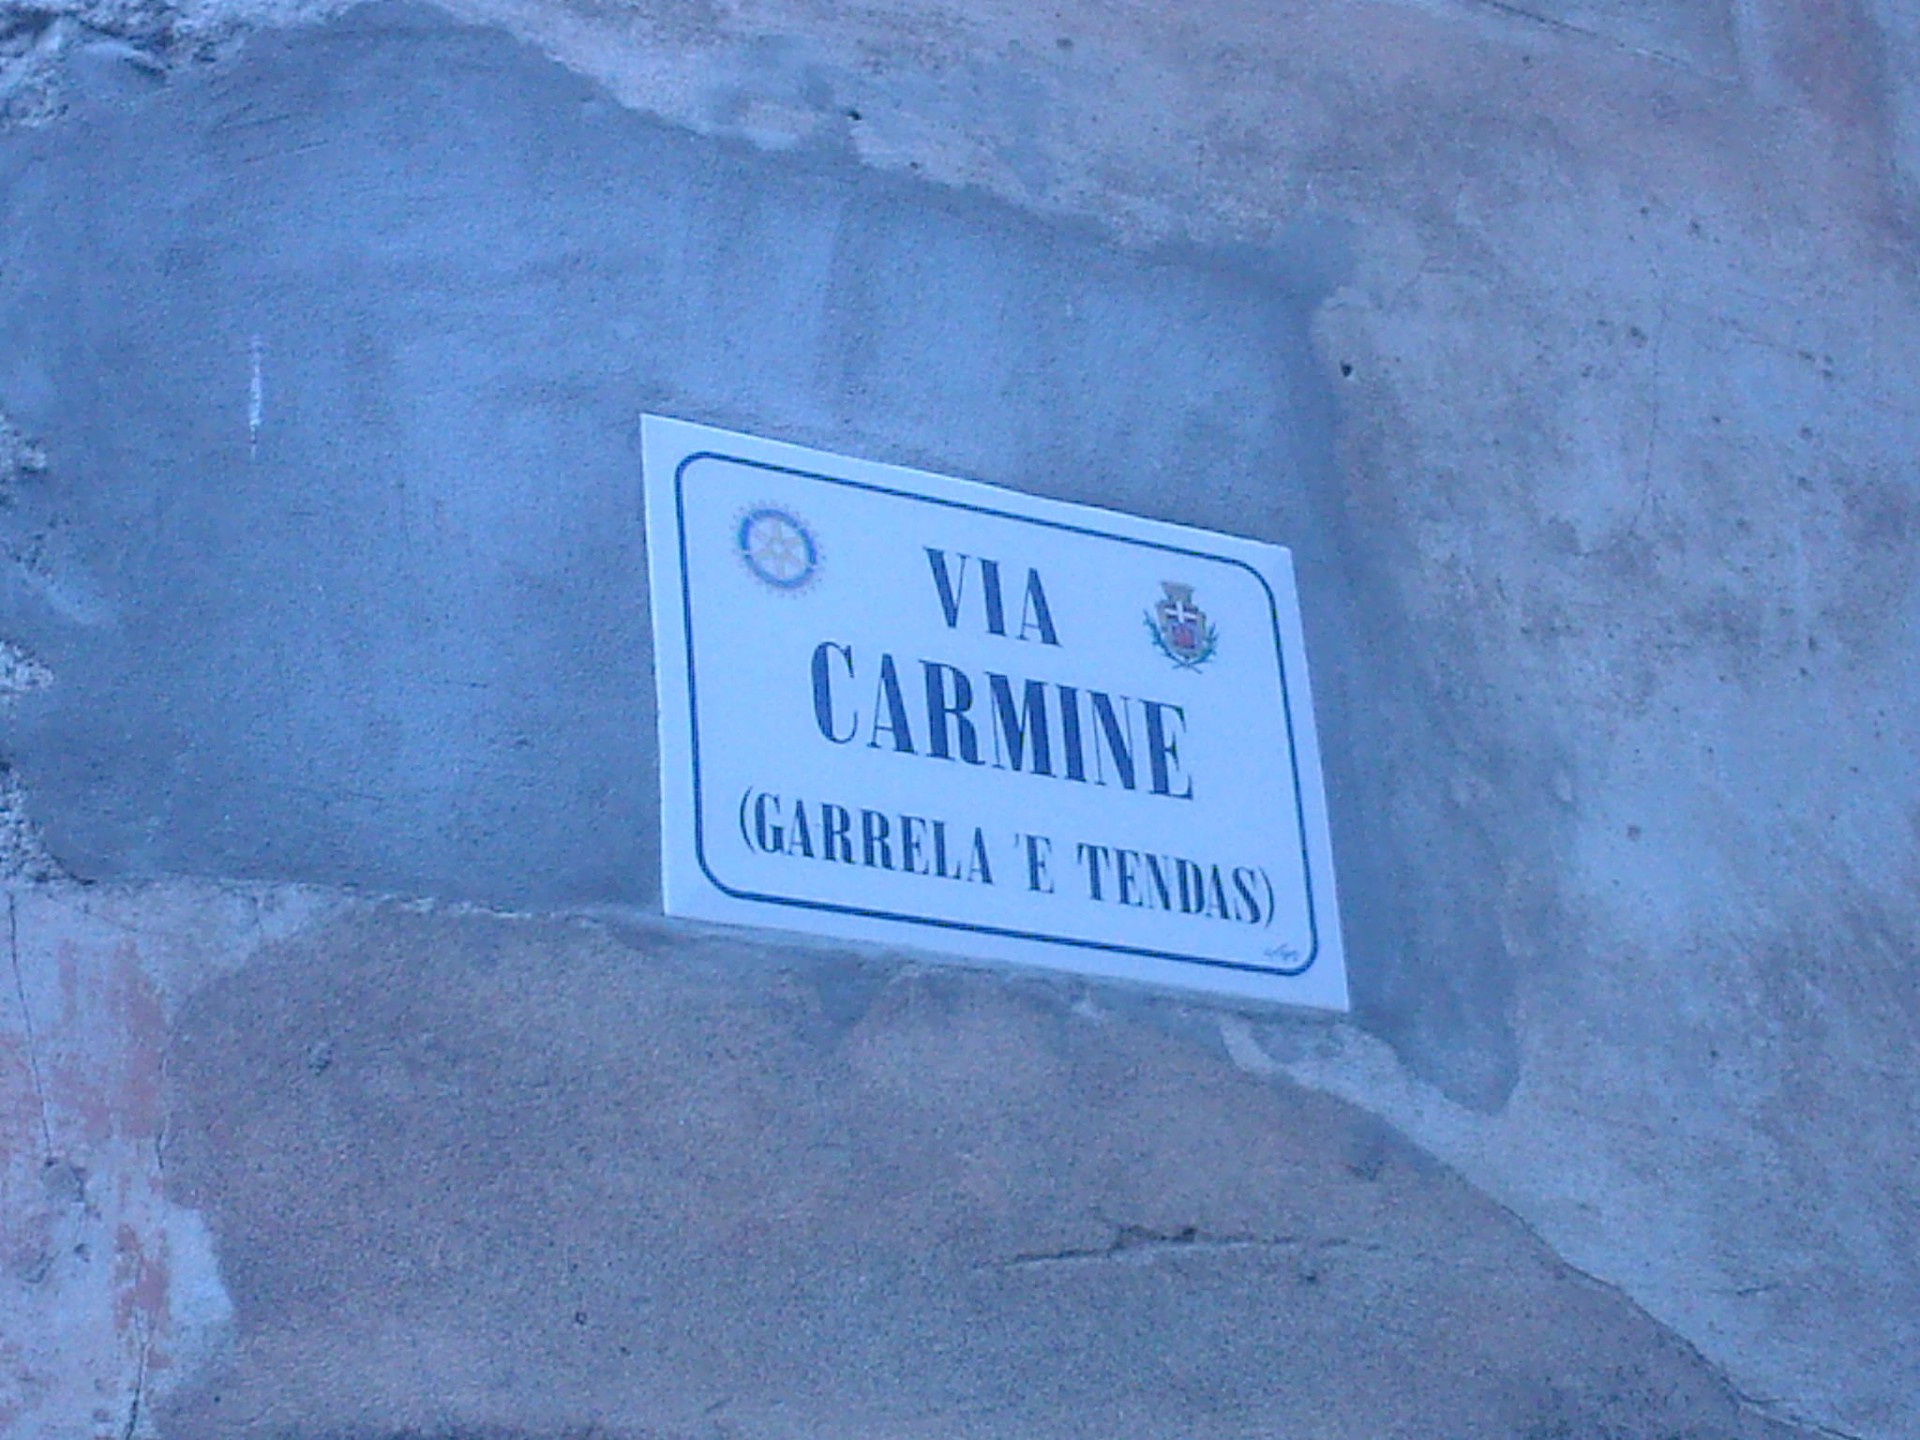 VIA
CARMINE
(GARRELA 'E TENDAS)